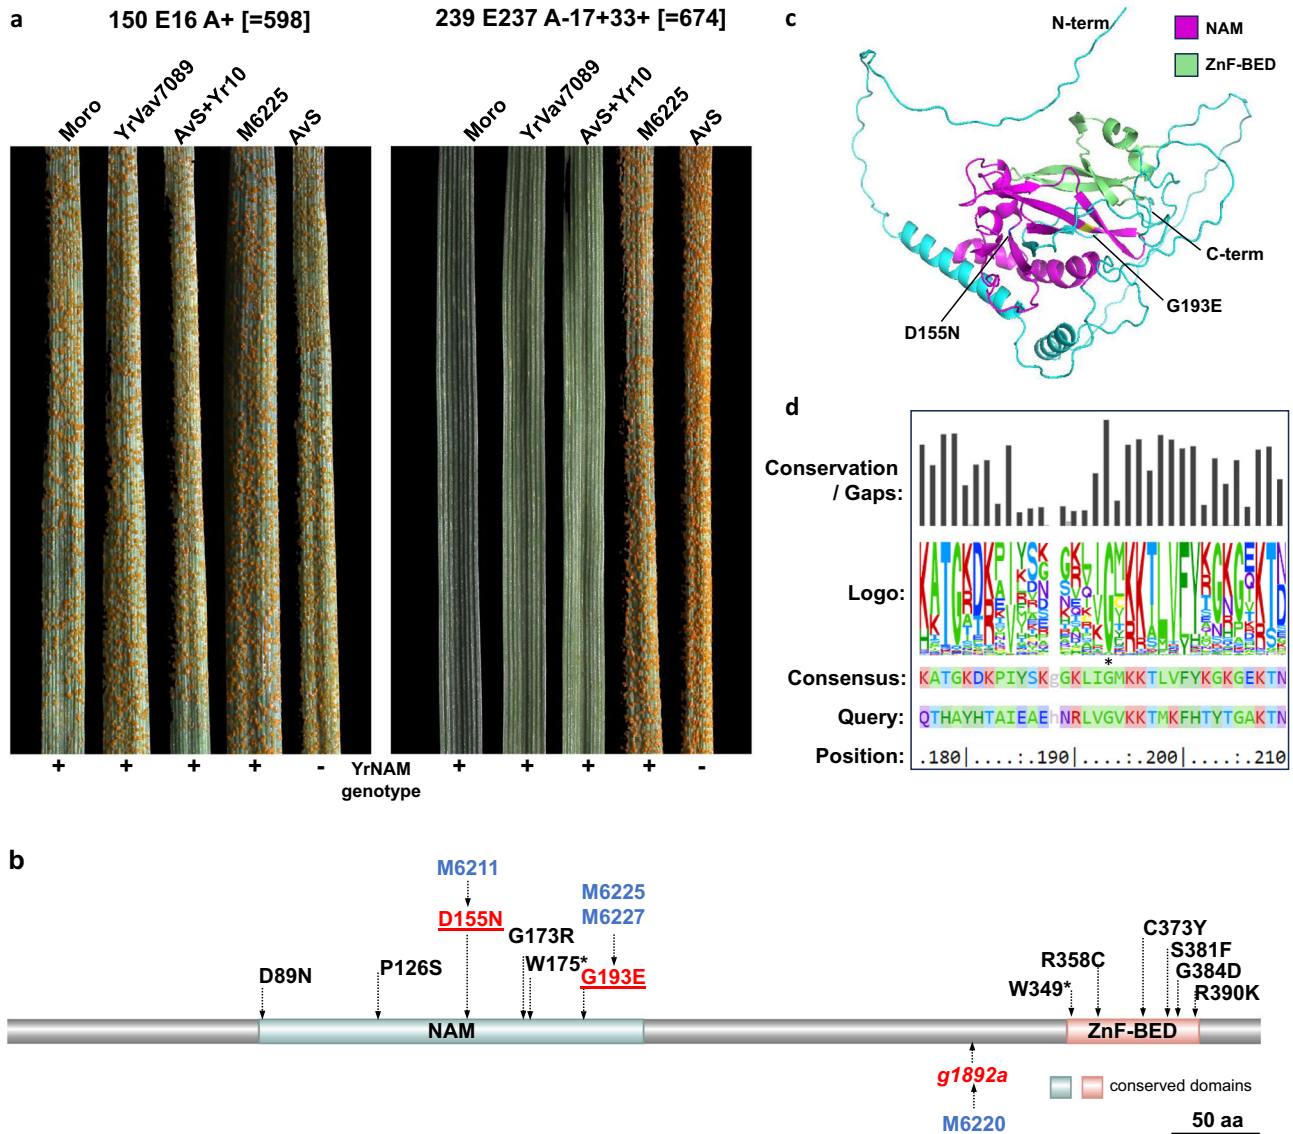 a
150 E16 A+ [=598]
239 E237 A-17+33+ [=674]
Moro
YrVav7089
AvS+Yr10
M6225
AvS
Moro
YrVav7089
AvS+Yr10
M6225
AvS
+ + + + -
YrNAM
genotype
+ + + + -
c
N-term
NAM
ZnF-BED
C-term
G193E
D155N
d
Conservation
/ Gaps:
Logo:
*
Consensus: KATGKDKPIYSKgGKLIGMKKTLVFYKGKGEKTN
Query: QTHAYHTAIEAEhNRLVGVKKTMKFHTYTGAKTN
Position: .180|....:.190|....:.200|....:.210
b
M6211
D155N
M6225
M6227
G173R
W175*
G193E
D89N
P126S
C373Y
S381F
R358C
G384D
W349*
R390K
NAM
ZnF-BED
g1892a
M6220
conserved domains
50 aa